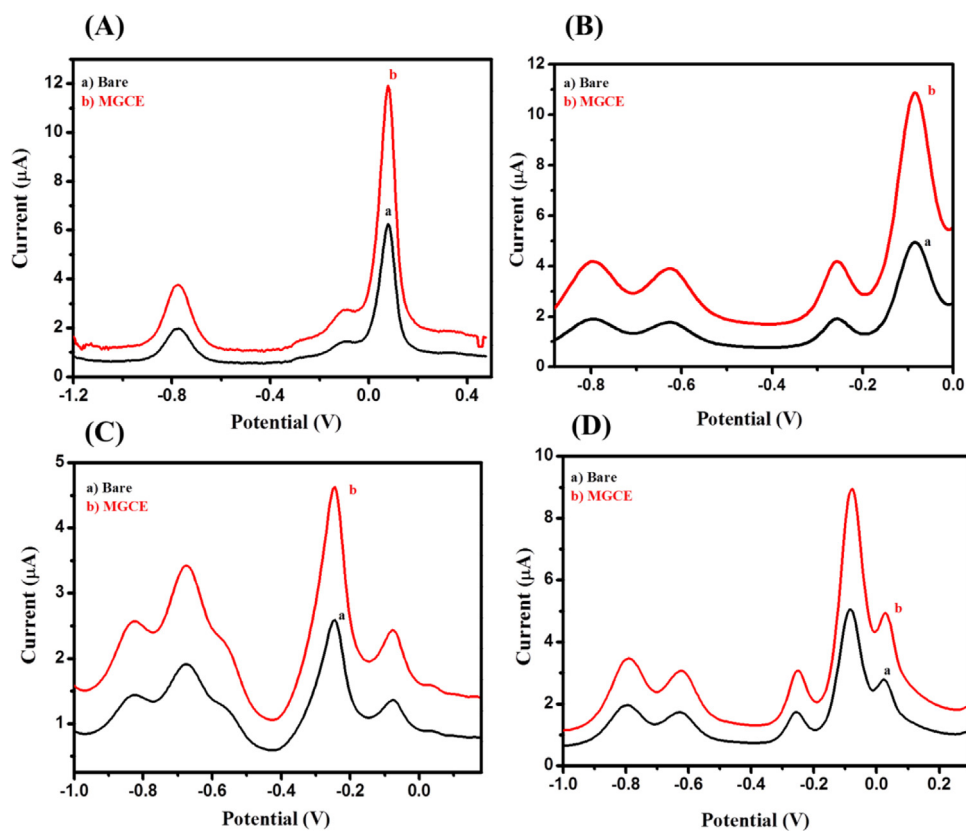 (A)
a) Bare
b) MGCE
b
a
12
10
8
6
4
2
0
-1.2
-0.8
-0.4
0.0
0.4
Current (μA)
Potential (V)
(B)
a) Bare
b) MGCE
b
a
12
10
8
6
4
2
0
-0.8
-0.6
-0.4
-0.2
0.0
Current (μA)
Potential (V)
(C)
a) Bare
b) MGCE
b
a
5
4
3
2
1
-1.0
-0.8
-0.6
-0.4
-0.2
0.0
Current (μA)
Potential (V)
(D)
a) Bare
b) MGCE
b
a
10
8
6
4
2
0
-1.0
-0.8
-0.6
-0.4
-0.2
0.0
0.2
Current (μA)
Potential (V)